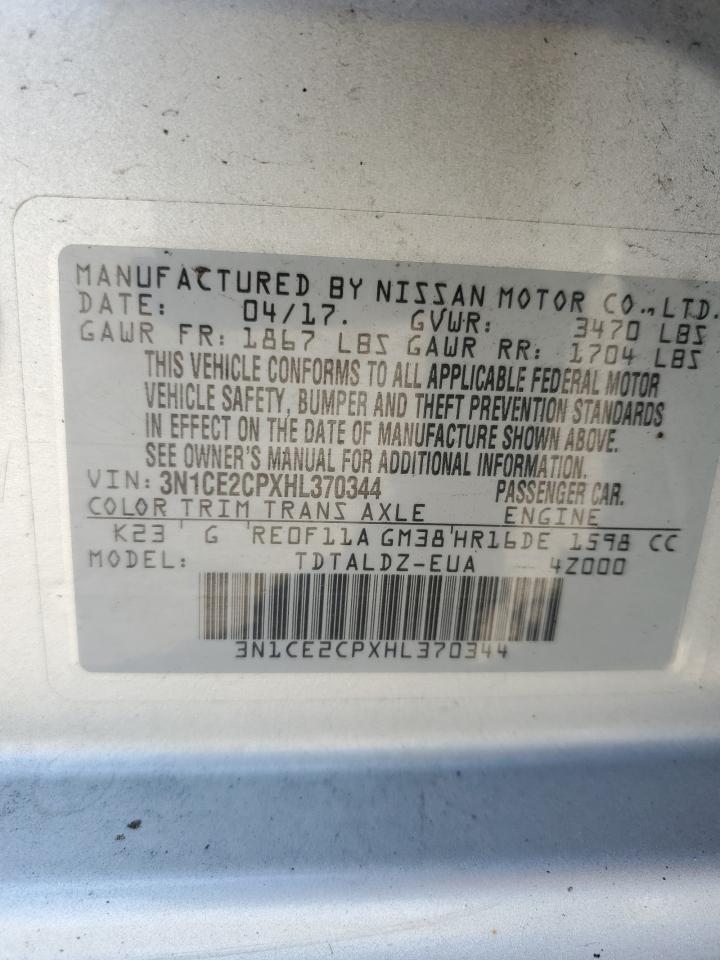 MANUFACTURED BY NISSAN MOTOR CO., LTD.
DATE: 04/17. GVWR: 3470 LBS
GAWR FR: 1867 LBS GAWR RR: 1704 LBS
THIS VEHICLE CONFORMS TO ALL APPLICABLE FEDERAL MOTOR
VEHICLE SAFETY, BUMPER AND THEFT PREVENTION STANDARDS
IN EFFECT ON THE DATE OF MANUFACTURE SHOWN ABOVE.
SEE OWNER'S MANUAL FOR ADDITIONAL INFORMATION.
VIN: 3N1CE2CPXHL370344 PASSENGER CAR.
COLOR TRIM TRANS AXLE ENGINE
K23 G RE0F11A GM38 HR16DE 1598 CC
MODEL: TDTALDZ-EUA 4Z000
3N1CE2CPXHL370344